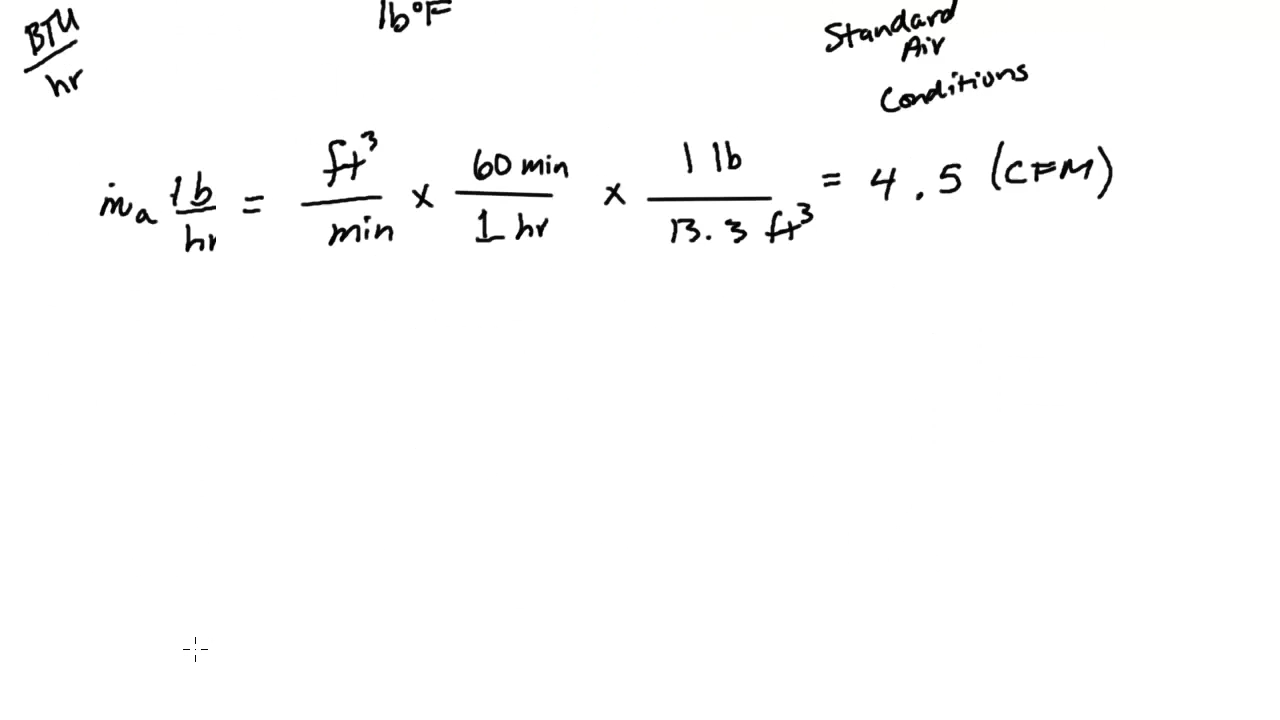 BTU/hr
lb°F
Standard
Air
Conditions
ṁₐ lb/hr = ft³/min × 60 min/1 hr × 1 lb/13.3 ft³ = 4.5 (CFM)